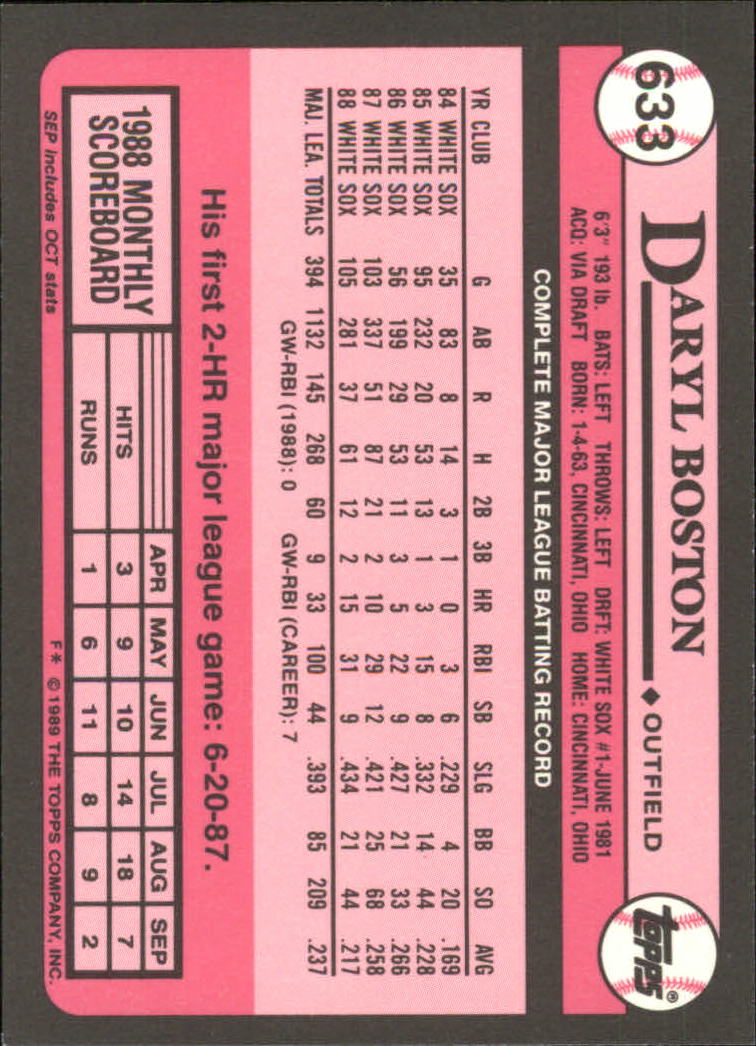 633
DARYL BOSTON
◆ OUTFIELD
TOPPS®
6'3" 193 lb. BATS: LEFT THROWS: LEFT DRFT: WHITE SOX #1-JUNE 1981
ACQ: VIA DRAFT BORN: 1-4-63, CINCINNATI, OHIO HOME: CINCINNATI, OHIO
COMPLETE MAJOR LEAGUE BATTING RECORD
YR CLUB G AB R H 2B 3B HR RBI SB SLG BB SO AVG
84 WHITE SOX 35 83 8 14 3 1 0 3 6 .229 4 20 .169
85 WHITE SOX 95 232 20 53 13 1 3 15 8 .332 14 44 .228
86 WHITE SOX 56 199 29 53 11 3 5 22 9 .427 21 33 .266
87 WHITE SOX 103 337 51 87 21 2 10 29 12 .421 25 68 .258
88 WHITE SOX 105 281 37 61 12 2 15 31 9 .434 21 44 .217
MAJ. LEA. TOTALS 394 1132 145 268 60 9 33 100 44 .393 85 209 .237
GW-RBI (1988): 0 GW-RBI (CAREER): 7
His first 2-HR major league game: 6-20-87.
1988 MONTHLY
SCOREBOARD
APR MAY JUN JUL AUG SEP
HITS 3 9 10 14 18 7
RUNS 1 6 11 8 9 2
SEP includes OCT stats
F* © 1989 THE TOPPS COMPANY, INC.